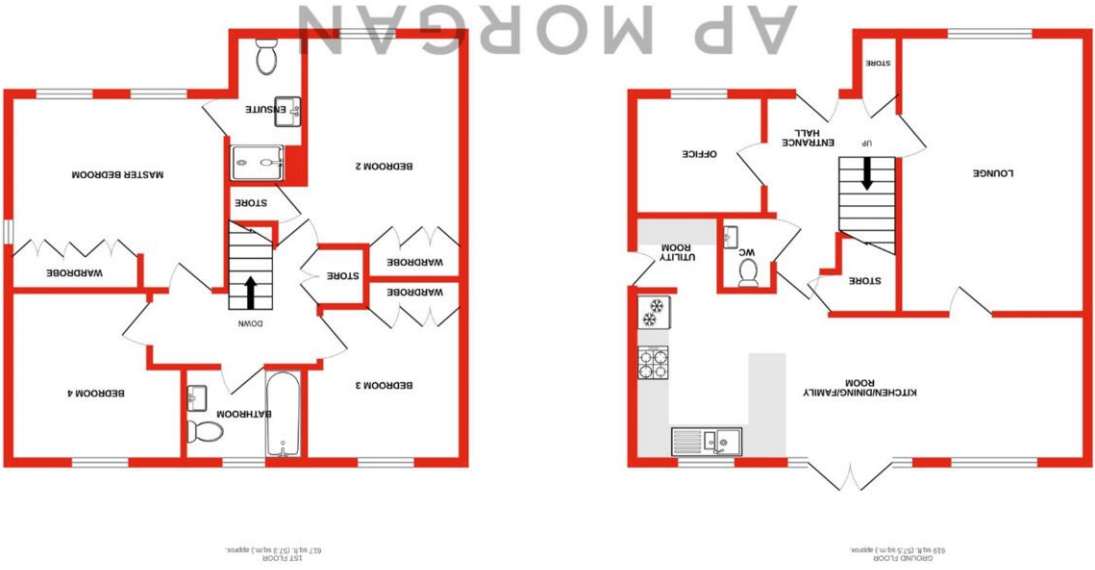 GROUND FLOOR
619 sq.ft. (57.5 sq.m.) approx.
1ST FLOOR
617 sq.ft. (57.3 sq.m.) approx.
KITCHEN/DINING/FAMILY
ROOM
STORE
WC
UTILITY
ROOM
LOUNGE
UP
ENTRANCE
HALL
OFFICE
STORE
BATHROOM
BEDROOM 3
BEDROOM 4
DOWN
WARDROBE
STORE
WARDROBE
WARDROBE
STORE
BEDROOM 2
MASTER BEDROOM
ENSUITE
AP MORGAN